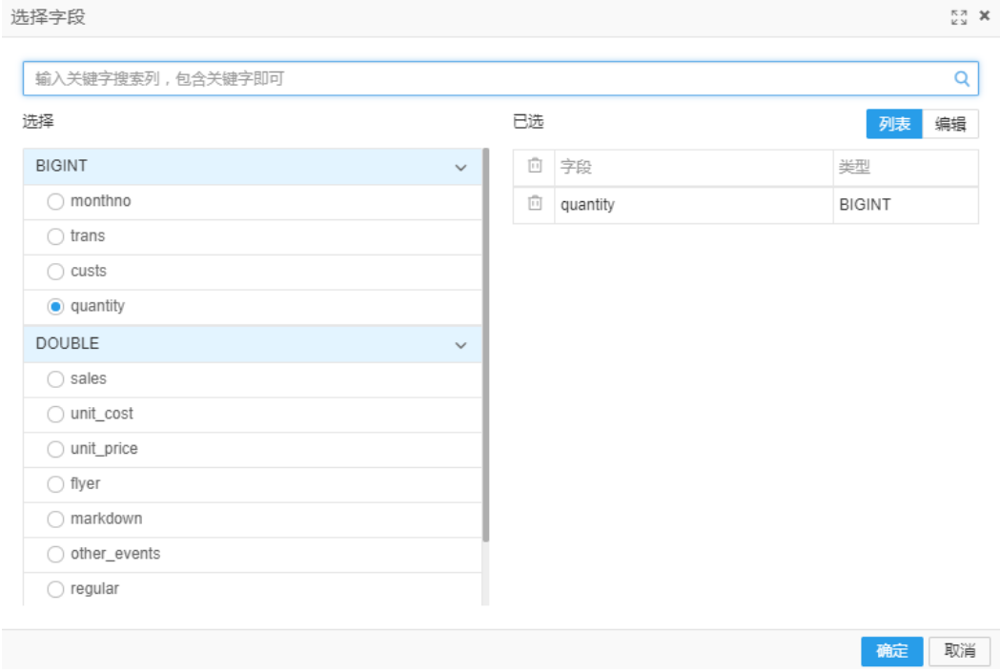 选择字段
输入关键字搜索列，包含关键字即可
选择
BIGINT
monthno
trans
custs
quantity
DOUBLE
sales
unit_cost
unit_price
flyer
markdown
other_events
regular
已选
列表 编辑
字段 类型
quantity BIGINT
确定 取消